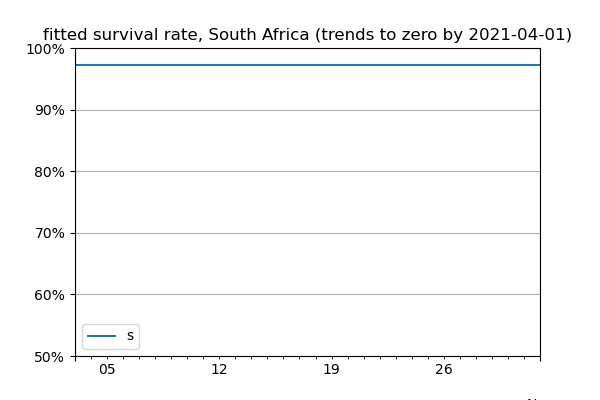 fitted survival rate, South Africa (trends to zero by 2021-04-01)
100%
90%
80%
70%
60%
50%
s
05 12 19 26